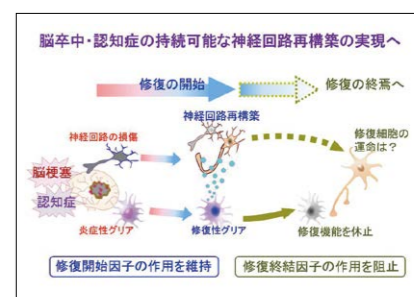 脳卒中・認知症の持続可能な神経回路再構築の実現へ
修復の開始
修復の終焉へ
神経回路の損傷
神経回路再構築
修復細胞の
運命は？
脳梗塞
認知症
炎症性グリア
修復性グリア
修復機能を休止
修復開始因子の作用を維持
修復終結因子の作用を阻止